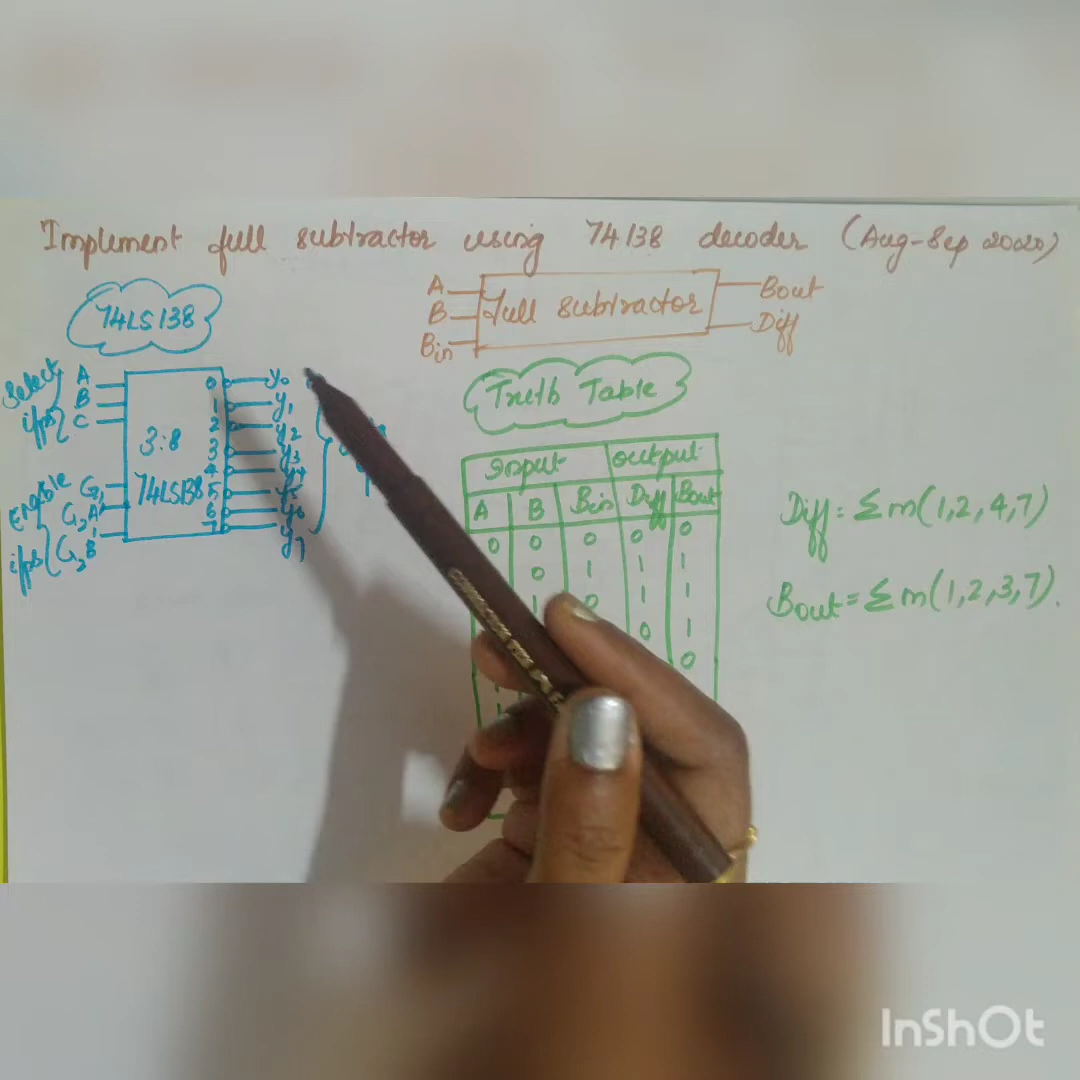 Implement full subtractor using 74138 decoder (Aug-Sep 2020)
74LS138
Select i/ps
A
B
C
Enable i/ps
G1
G2A'
G2B'
3:8
74LS138
0
1
2
3
4
5
6
7
y0
y1
y2
y3
y4
y5
y6
y7
A
B
Bin
full subtractor
Bout
Diff
Truth Table
Input output
A B Bin Diff Bout
0 0 0 0 0
0 1 1 1
1 0 1 1
0 1
0
Diff = Σm(1,2,4,7)
Bout = Σm(1,2,3,7).
InShOt